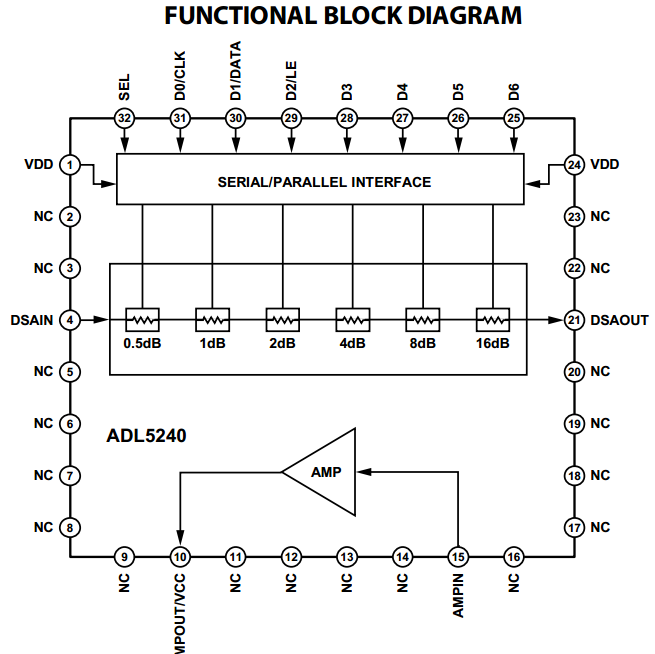 FUNCTIONAL BLOCK DIAGRAM
SEL
D0/CLK
D1/DATA
D2/LE
D3
D4
D5
D6
32
31
30
29
28
27
26
25
VDD 1
24 VDD
SERIAL/PARALLEL INTERFACE
NC 2
23 NC
NC 3
22 NC
DSAIN 4
21 DSAOUT
0.5dB 1dB 2dB 4dB 8dB 16dB
NC 5
20 NC
NC 6
19 NC
ADL5240
AMP
NC 7
18 NC
NC 8
17 NC
9
10
11
12
13
14
15
16
NC
MPOUT/VCC
NC
NC
NC
NC
AMPIN
NC